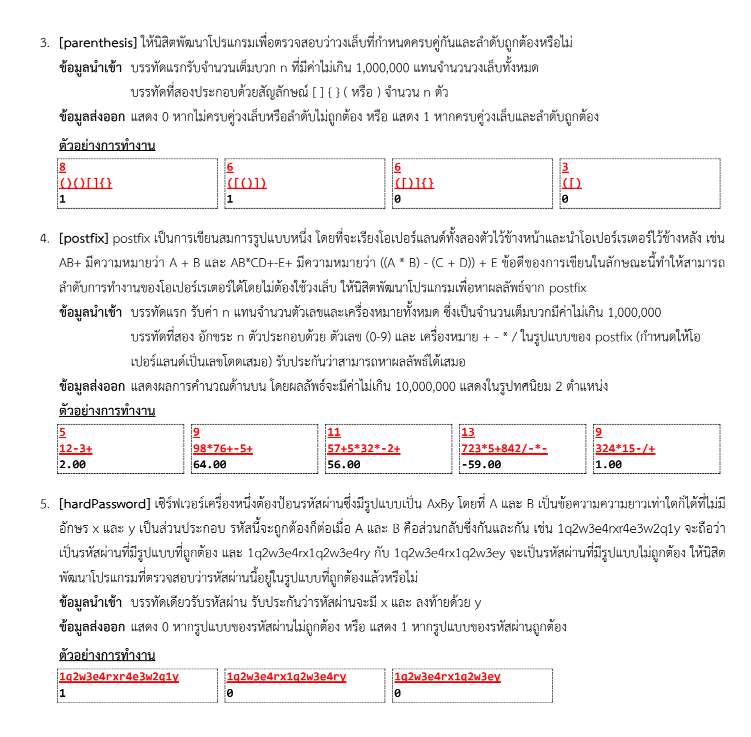 3. [parenthesis] ให้นิสิตพัฒนาโปรแกรมเพื่อตรวจสอบว่าวงเล็บที่กำหนดครบคู่กันและลำดับถูกต้องหรือไม่
ข้อมูลนำเข้า บรรทัดแรกรับจำนวนเต็มบวก n ที่มีค่าไม่เกิน 1,000,000 แทนจำนวนวงเล็บทั้งหมด
บรรทัดที่สองประกอบด้วยสัญลักษณ์ [ ] { } ( หรือ ) จำนวน n ตัว
ข้อมูลส่งออก แสดง 0 หากไม่ครบคู่วงเล็บหรือลำดับไม่ถูกต้อง หรือ แสดง 1 หากครบคู่วงเล็บและลำดับถูกต้อง
ตัวอย่างการทำงาน
8 6 6 3
()()[]{} ([()]) ([)]{} ([)
1 1 0 0
4. [postfix] postfix เป็นการเขียนสมการรูปแบบหนึ่ง โดยที่จะเรียงโอเปอร์แลนด์ทั้งสองตัวไว้ข้างหน้าและนำโอเปอร์เรเตอร์ไว้ข้างหลัง เช่น
AB+ มีความหมายว่า A + B และ AB*CD+-E+ มีความหมายว่า ((A * B) - (C + D)) + E ข้อดีของการเขียนในลักษณะนี้ทำให้สามารถ
ลำดับการทำงานของโอเปอร์เรเตอร์ได้โดยไม่ต้องใช้วงเล็บ ให้นิสิตพัฒนาโปรแกรมเพื่อหาผลลัพธ์จาก postfix
ข้อมูลนำเข้า บรรทัดแรก รับค่า n แทนจำนวนตัวเลขและเครื่องหมายทั้งหมด ซึ่งเป็นจำนวนเต็มบวกมีค่าไม่เกิน 1,000,000
บรรทัดที่สอง อักขระ n ตัวประกอบด้วย ตัวเลข (0-9) และ เครื่องหมาย + - * / ในรูปแบบของ postfix (กำหนดให้โอ
เปอร์แลนด์เป็นเลขโดดเสมอ) รับประกันว่าสามารถหาผลลัพธ์ได้เสมอ
ข้อมูลส่งออก แสดงผลการคำนวณด้านบน โดยผลลัพธ์จะมีค่าไม่เกิน 10,000,000 แสดงในรูปทศนิยม 2 ตำแหน่ง
ตัวอย่างการทำงาน
5 9 11 13 9
12-3+ 98*76+-5+ 57+5*32*-2+ 723*5+842/-*- 324*15-/+
2.00 64.00 56.00 -59.00 1.00
5. [hardPassword] เซิร์ฟเวอร์เครื่องหนึ่งต้องป้อนรหัสผ่านซึ่งมีรูปแบบเป็น AxBy โดยที่ A และ B เป็นข้อความความยาวเท่าใดก็ได้ที่ไม่มี
อักษร x และ y เป็นส่วนประกอบ รหัสนี้จะถูกต้องก็ต่อเมื่อ A และ B คือส่วนกลับซึ่งกันและกัน เช่น 1q2w3e4rxr4e3w2q1y จะถือว่า
เป็นรหัสผ่านที่มีรูปแบบที่ถูกต้อง และ 1q2w3e4rx1q2w3e4ry กับ 1q2w3e4rx1q2w3ey จะเป็นรหัสผ่านที่มีรูปแบบไม่ถูกต้อง ให้นิสิต
พัฒนาโปรแกรมที่ตรวจสอบว่ารหัสผ่านนี้อยู่ในรูปแบบที่ถูกต้องแล้วหรือไม่
ข้อมูลนำเข้า บรรทัดเดียวรับรหัสผ่าน รับประกันว่ารหัสผ่านจะมี x และ ลงท้ายด้วย y
ข้อมูลส่งออก แสดง 0 หากรูปแบบของรหัสผ่านไม่ถูกต้อง หรือ แสดง 1 หากรูปแบบของรหัสผ่านถูกต้อง
ตัวอย่างการทำงาน
1q2w3e4rxr4e3w2q1y 1q2w3e4rx1q2w3e4ry 1q2w3e4rx1q2w3ey
1 0 0